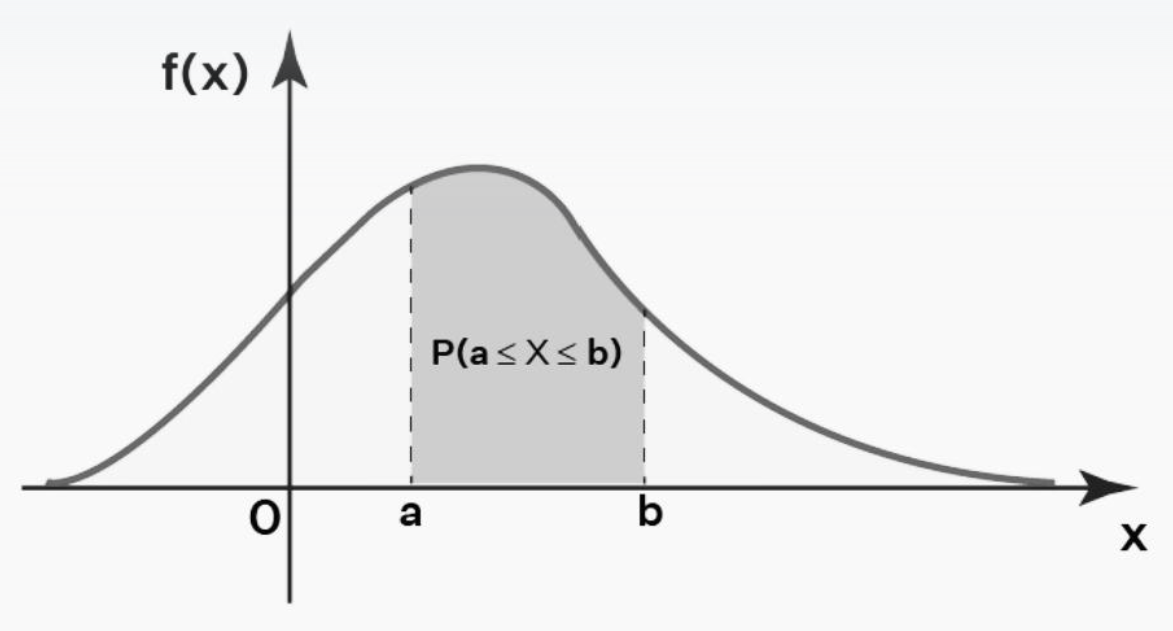 f(x)
P(a ≤ X ≤ b)
O
a
b
x